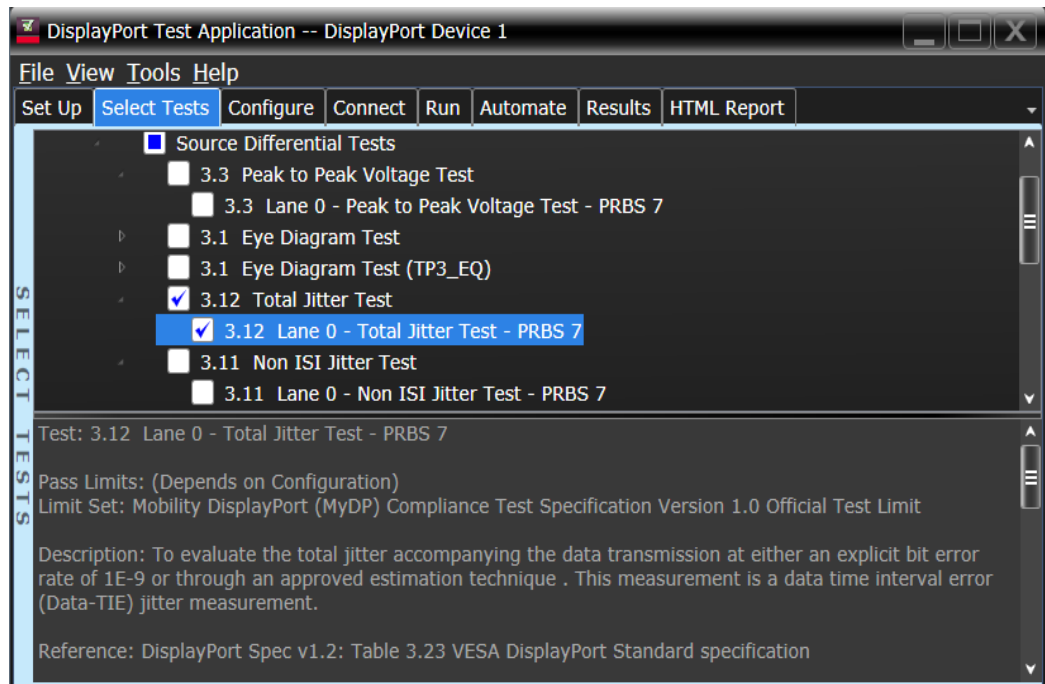 DisplayPort Test Application -- DisplayPort Device 1
File View Tools Help
Set Up Select Tests Configure Connect Run Automate Results HTML Report
Source Differential Tests
3.3 Peak to Peak Voltage Test
3.3 Lane 0 - Peak to Peak Voltage Test - PRBS 7
3.1 Eye Diagram Test
3.1 Eye Diagram Test (TP3_EQ)
3.12 Total Jitter Test
3.12 Lane 0 - Total Jitter Test - PRBS 7
3.11 Non ISI Jitter Test
3.11 Lane 0 - Non ISI Jitter Test - PRBS 7
SELECT TESTS
Test: 3.12 Lane 0 - Total Jitter Test - PRBS 7
Pass Limits: (Depends on Configuration)
Limit Set: Mobility DisplayPort (MyDP) Compliance Test Specification Version 1.0 Official Test Limit
Description: To evaluate the total jitter accompanying the data transmission at either an explicit bit error
rate of 1E-9 or through an approved estimation technique . This measurement is a data time interval error
(Data-TIE) jitter measurement.
Reference: DisplayPort Spec v1.2: Table 3.23 VESA DisplayPort Standard specification